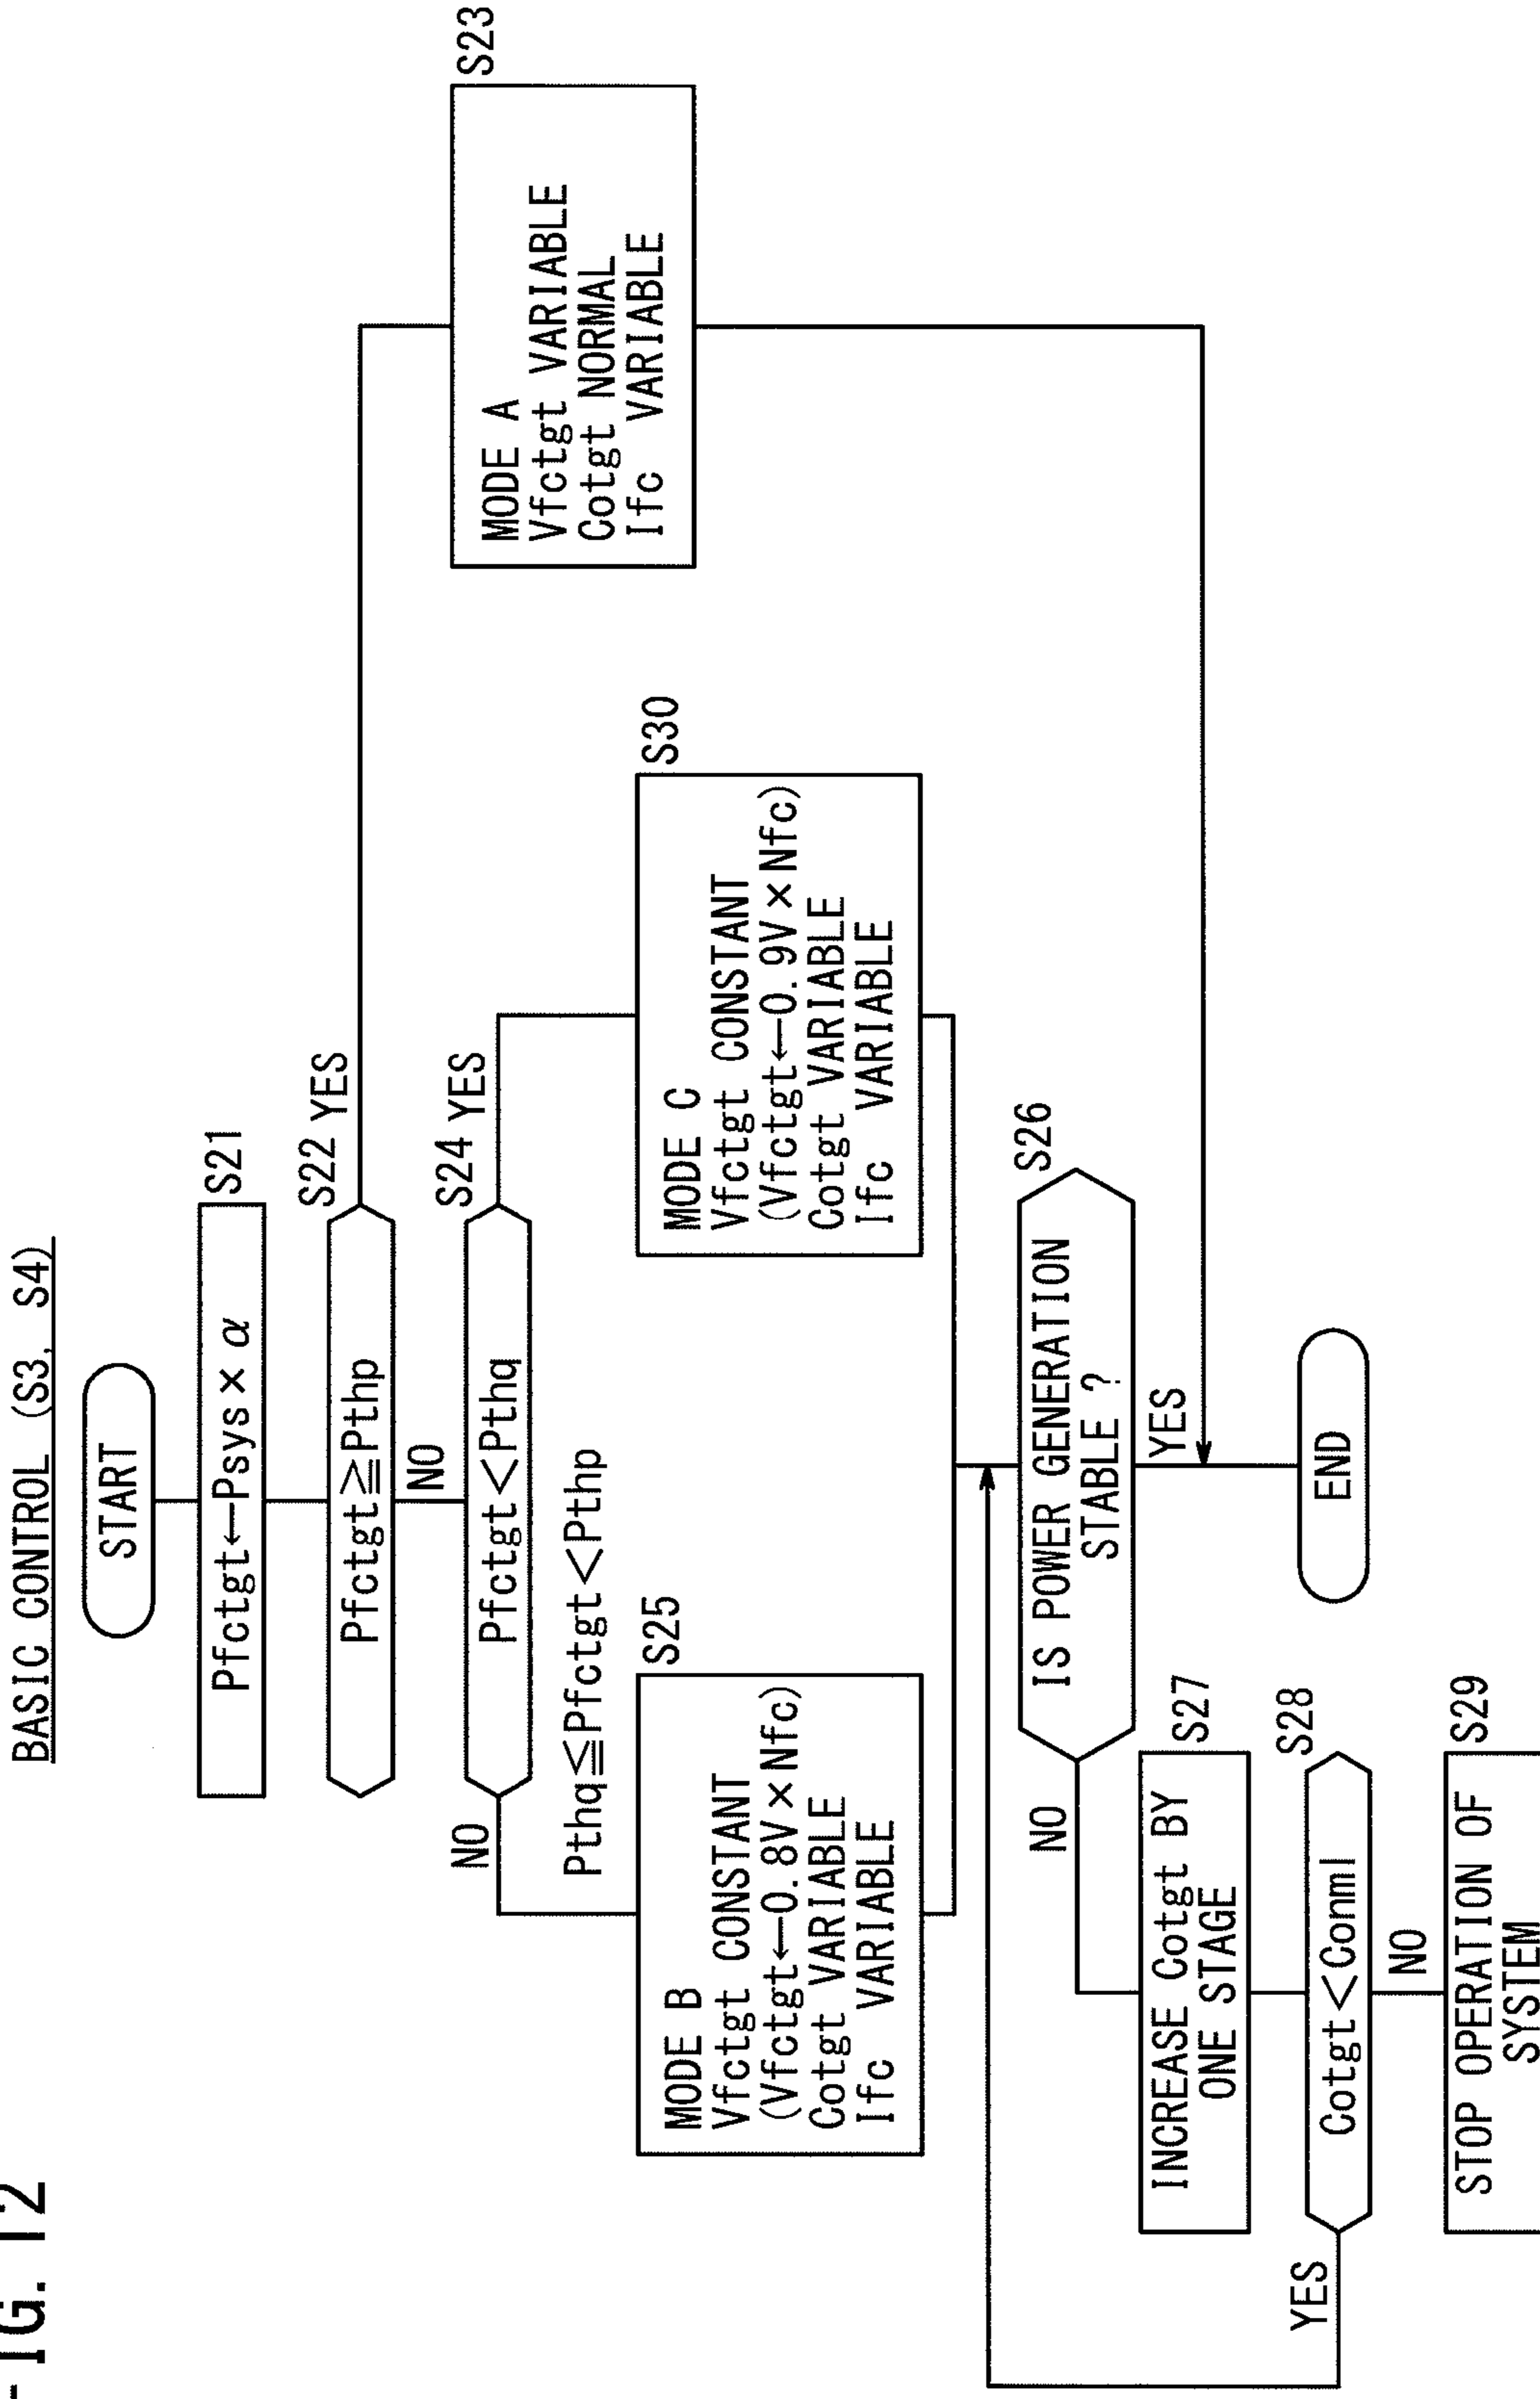 FIG. 12
BASIC CONTROL (S3, S4)
START
Pfctgt←Psys×α
S21
Pfctgt≧Pthp
S22
YES
NO
Pfctgt<Pthq
S24
YES
NO
Pthq≦Pfctgt<Pthp
MODE A
Vfctgt VARIABLE
Cotgt NORMAL
Ifc VARIABLE
S23
MODE B
Vfctgt CONSTANT
(Vfctgt←0.8V×Nfc)
Cotgt VARIABLE
Ifc VARIABLE
S25
MODE C
Vfctgt CONSTANT
(Vfctgt←0.9V×Nfc)
Cotgt VARIABLE
Ifc VARIABLE
S30
IS POWER GENERATION
STABLE ?
S26
NO
YES
INCREASE Cotgt BY
ONE STAGE
S27
Cotgt<Conml
S28
YES
NO
STOP OPERATION OF
SYSTEM
S29
END